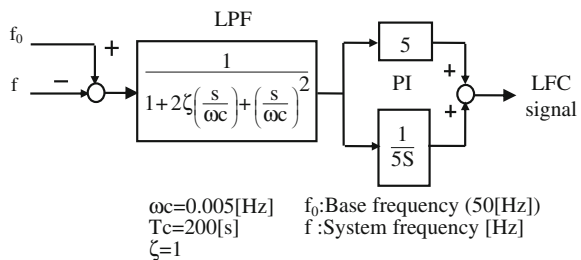 LPF
f₀
+
−
f
1
1+2ζ(s/ωc)+(s/ωc)²
5
PI
1
5S
+
+
LFC
signal
ωc=0.005[Hz]
f₀:Base frequency (50[Hz])
Tc=200[s]
f :System frequency [Hz]
ζ=1